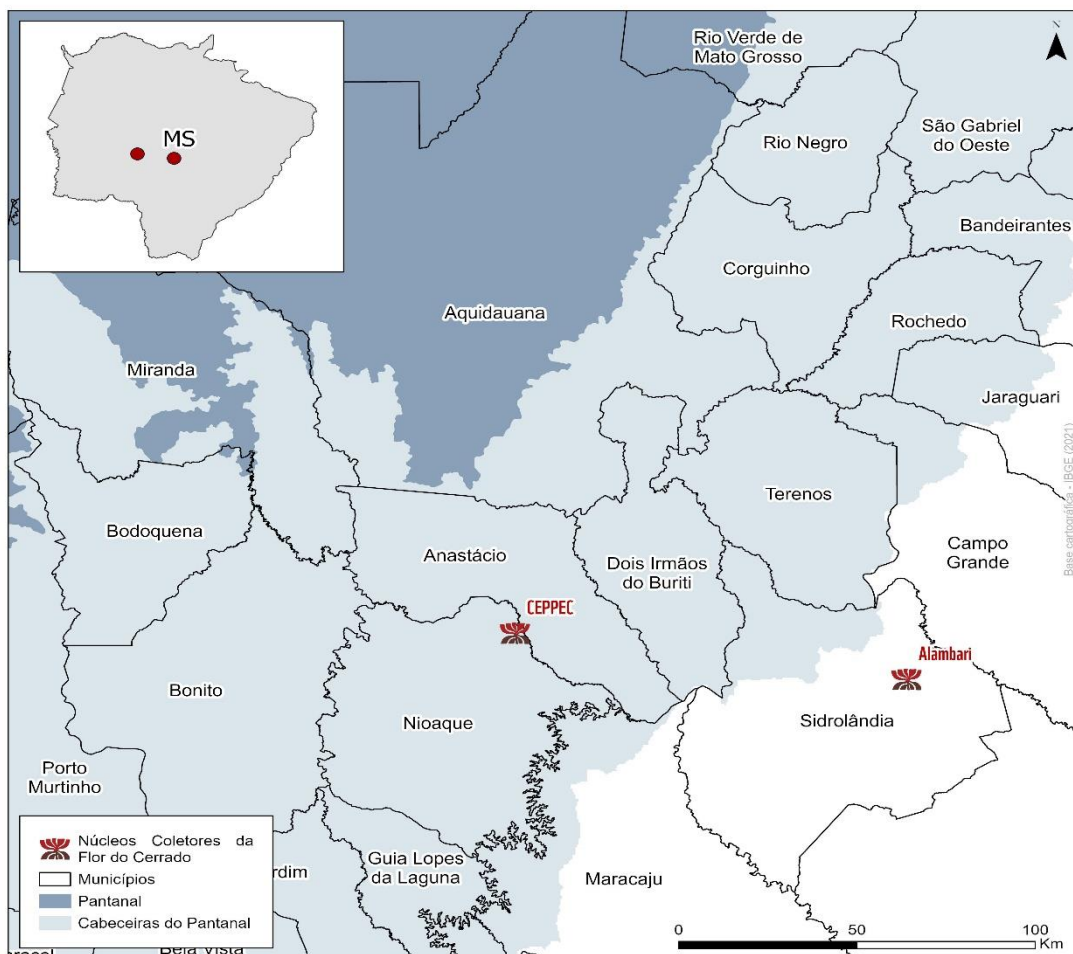 MS
N
Rio Verde de
Mato Grosso
Rio Negro
São Gabriel
do Oeste
Bandeirantes
Corguinho
Rochedo
Aquidauana
Miranda
Jaraguari
Terenos
Bodoquena
Anastácio
Dois Irmãos
do Buriti
Campo
Grande
Base cartográfica - IBGE (2021)
CEPPEC
Alambari
Bonito
Nioaque
Sidrolândia
Porto
Murtinho
Guia Lopes
da Laguna
Maracaju
rdim
Bela Vista
Núcleos Coletores da
Flor do Cerrado
Municípios
Pantanal
Cabeceiras do Pantanal
0 50 100
Km